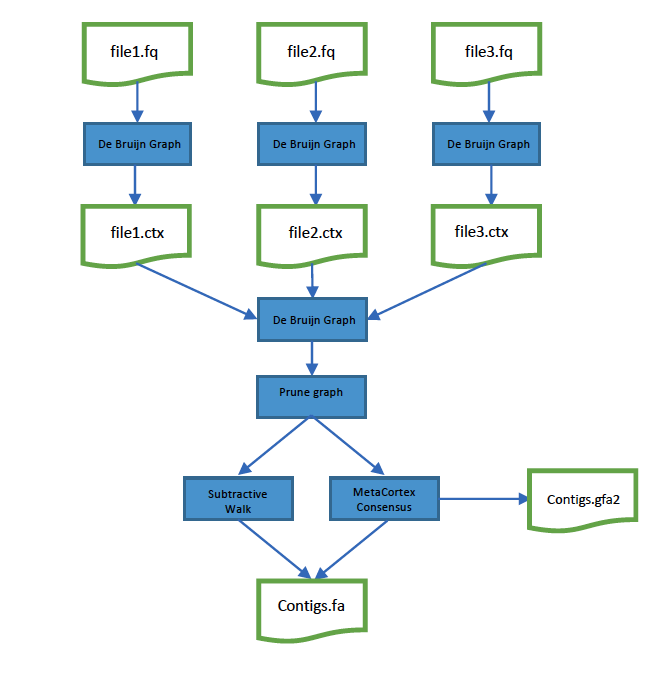 file1.fq
file2.fq
file3.fq
De Bruijn Graph
De Bruijn Graph
De Bruijn Graph
file1.ctx
file2.ctx
file3.ctx
De Bruijn Graph
Prune graph
Subtractive
Walk
MetaCortex
Consensus
Contigs.gfa2
Contigs.fa